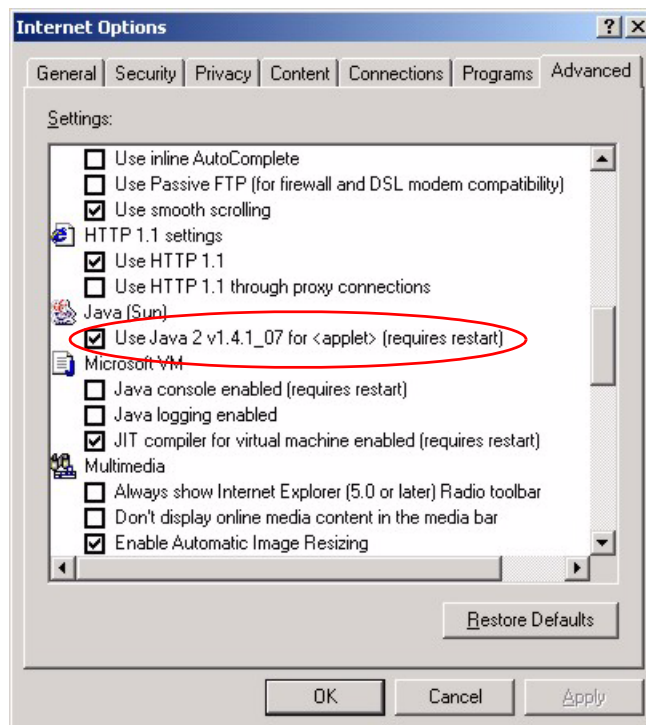 Internet Options
General Security Privacy Content Connections Programs Advanced
Settings:
Use inline AutoComplete
Use Passive FTP (for firewall and DSL modem compatibility)
Use smooth scrolling
HTTP 1.1 settings
Use HTTP 1.1
Use HTTP 1.1 through proxy connections
Java (Sun)
Use Java 2 v1.4.1_07 for <applet> (requires restart)
Microsoft VM
Java console enabled (requires restart)
Java logging enabled
JIT compiler for virtual machine enabled (requires restart)
Multimedia
Always show Internet Explorer (5.0 or later) Radio toolbar
Don't display online media content in the media bar
Enable Automatic Image Resizing
Restore Defaults
OK Cancel Apply